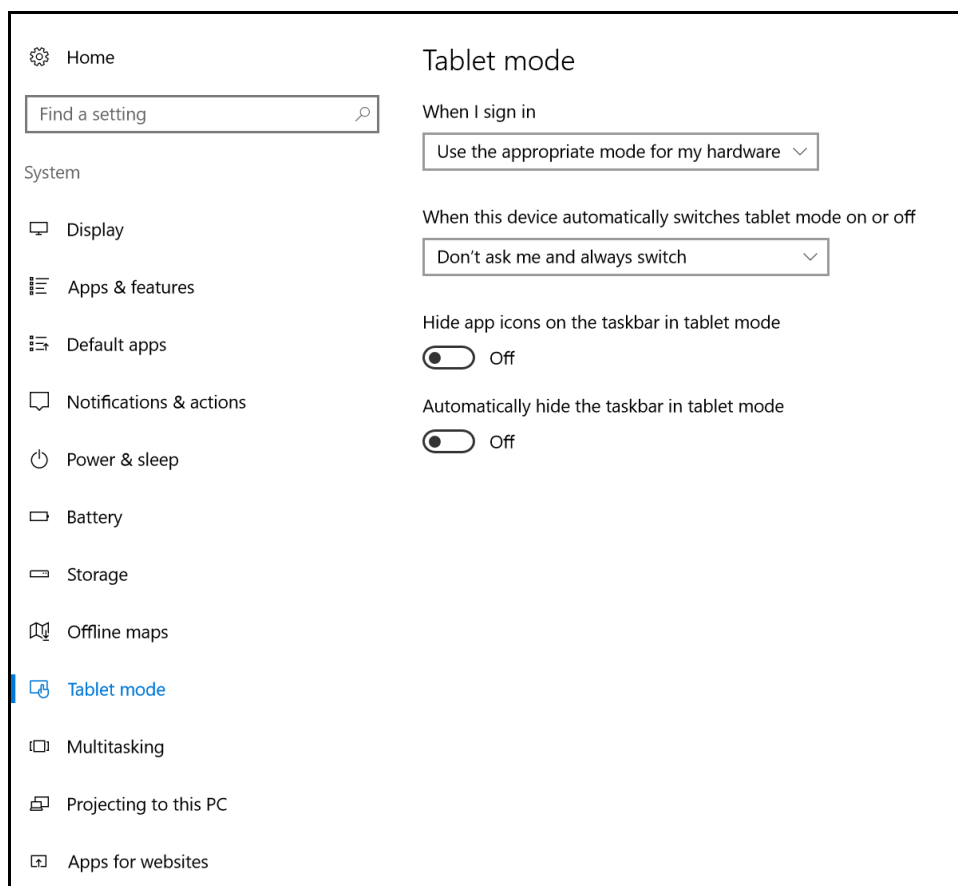 Home
Find a setting
System
Display
Apps & features
Default apps
Notifications & actions
Power & sleep
Battery
Storage
Offline maps
Tablet mode
Multitasking
Projecting to this PC
Apps for websites
Tablet mode
When I sign in
Use the appropriate mode for my hardware
When this device automatically switches tablet mode on or off
Don't ask me and always switch
Hide app icons on the taskbar in tablet mode
Off
Automatically hide the taskbar in tablet mode
Off